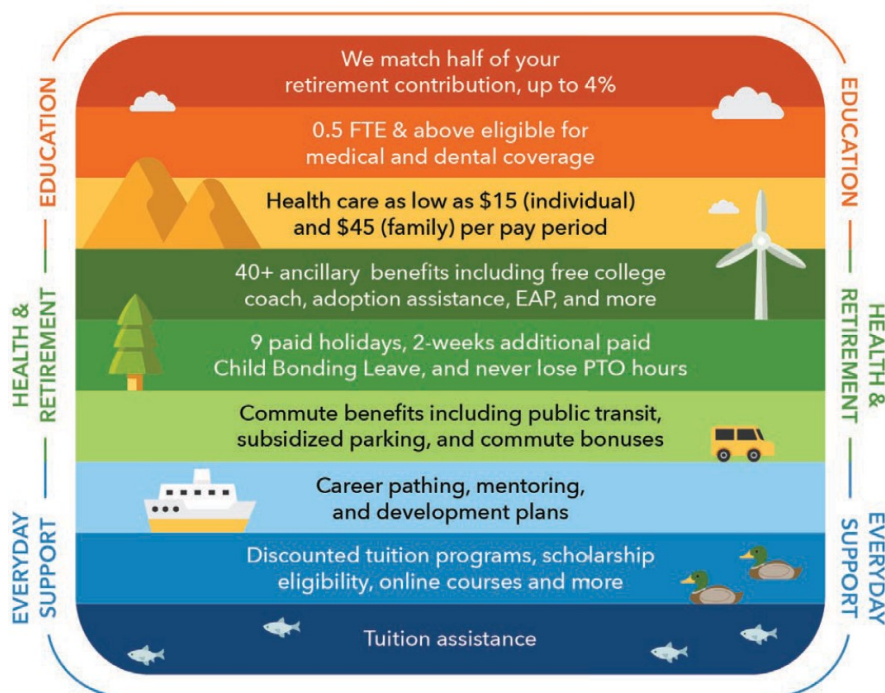 We match half of your
retirement contribution, up to 4%
0.5 FTE & above eligible for
medical and dental coverage
Health care as low as $15 (individual)
and $45 (family) per pay period
40+ ancillary benefits including free college
coach, adoption assistance, EAP, and more
9 paid holidays, 2-weeks additional paid
Child Bonding Leave, and never lose PTO hours
Commute benefits including public transit,
subsidized parking, and commute bonuses
Career pathing, mentoring,
and development plans
Discounted tuition programs, scholarship
eligibility, online courses and more
Tuition assistance
EDUCATION
HEALTH &
RETIREMENT
EVERYDAY
SUPPORT
EDUCATION
HEALTH &
RETIREMENT
EVERYDAY
SUPPORT